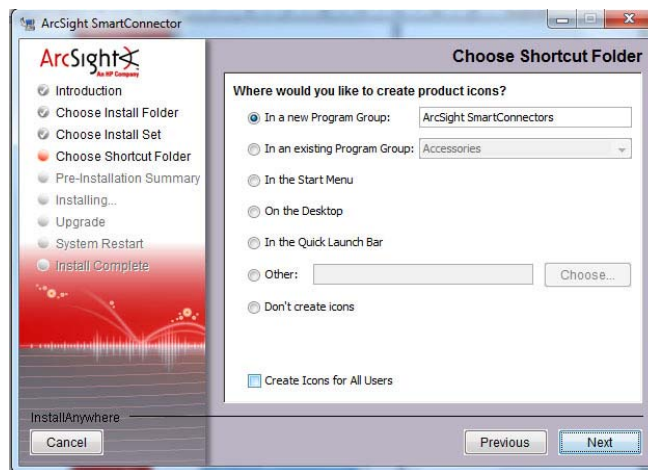 ArcSight SmartConnector
ArcSight
An HP Company
Choose Shortcut Folder
Introduction
Choose Install Folder
Choose Install Set
Choose Shortcut Folder
Pre-Installation Summary
Installing...
Upgrade
System Restart
Install Complete
Where would you like to create product icons?
In a new Program Group: ArcSight SmartConnectors
In an existing Program Group: Accessories
In the Start Menu
On the Desktop
In the Quick Launch Bar
Other: Choose...
Don't create icons
Create Icons for All Users
InstallAnywhere
Cancel Previous Next